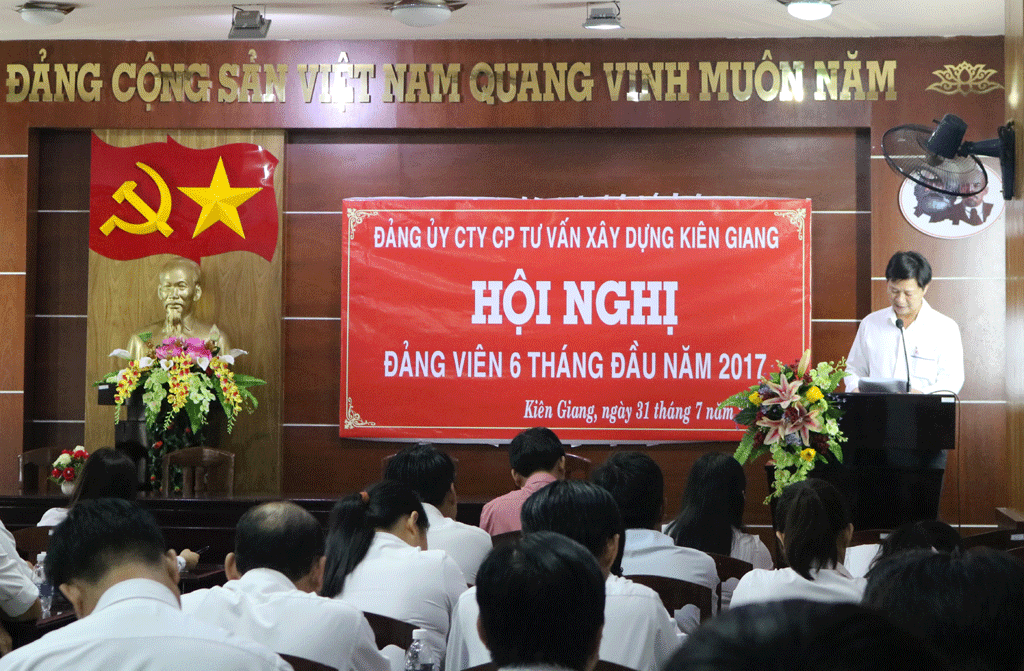 ĐẢNG CỘNG SẢN VIỆT NAM QUANG VINH MUÔN NĂM
ĐẢNG ỦY CTY CP TƯ VẤN XÂY DỰNG KIÊN GIANG
HỘI NGHỊ
ĐẢNG VIÊN 6 THÁNG ĐẦU NĂM 2017
Kiên Giang, ngày 31 tháng 7 năm